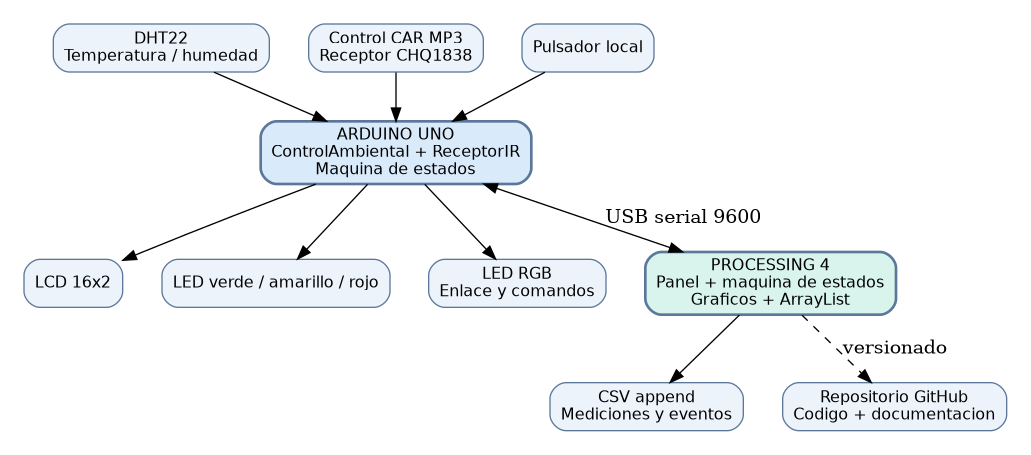 DHT22
Temperatura / humedad
Control CAR MP3
Receptor CHQ1838
Pulsador local
ARDUINO UNO
ControlAmbiental + ReceptorIR
Maquina de estados
USB serial 9600
LCD 16x2
LED verde / amarillo / rojo
LED RGB
Enlace y comandos
PROCESSING 4
Panel + maquina de estados
Graficos + ArrayList
versionado
CSV append
Mediciones y eventos
Repositorio GitHub
Codigo + documentacion